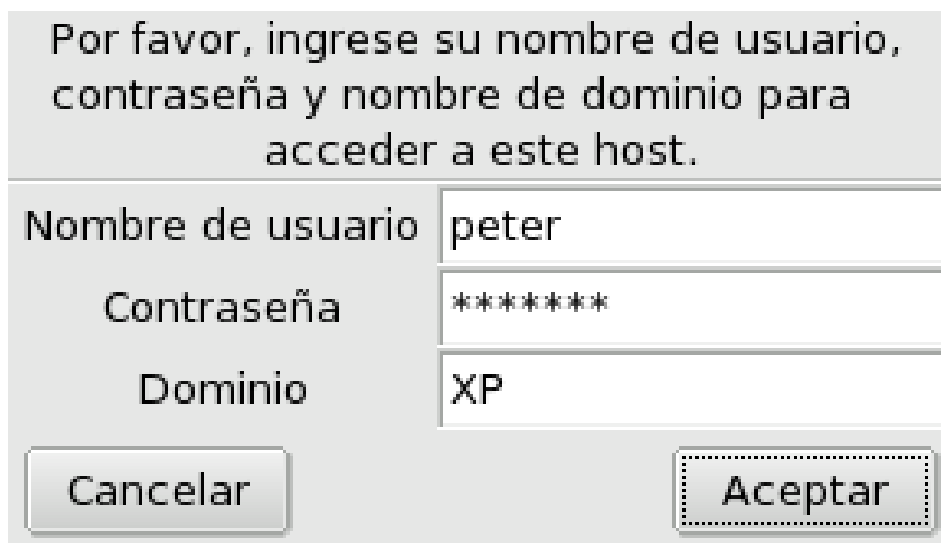 Por favor, ingrese su nombre de usuario,
contraseña y nombre de dominio para
acceder a este host.
Nombre de usuario peter
Contraseña *******
Dominio XP
Cancelar Aceptar